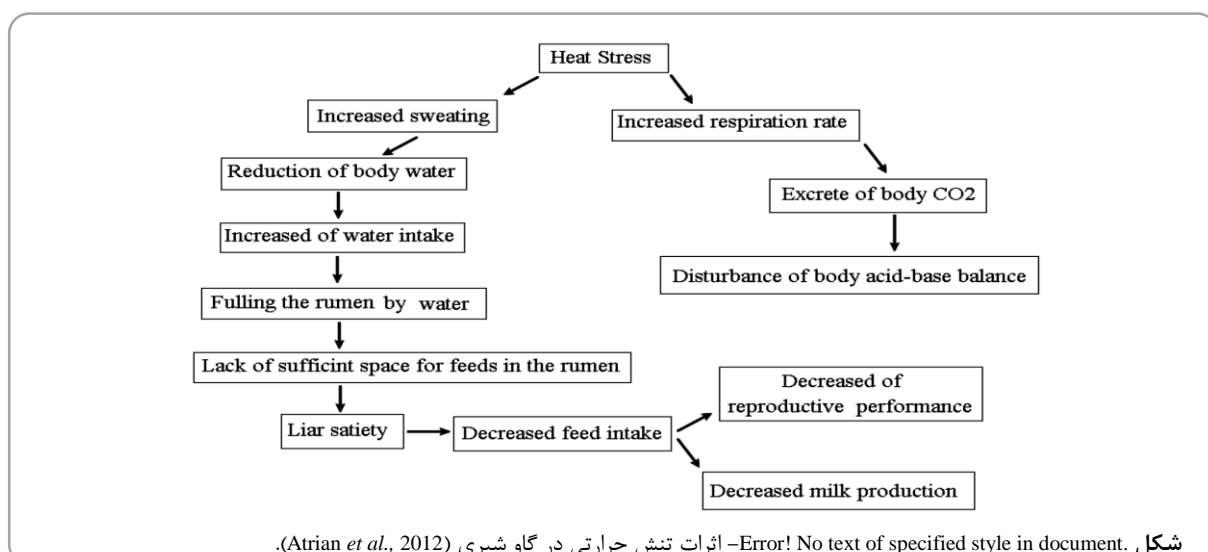 Heat Stress
Increased sweating
Increased respiration rate
Reduction of body water
Excrete of body CO2
Increased of water intake
Disturbance of body acid-base balance
Fulling the rumen by water
Lack of sufficint space for feeds in the rumen
Decreased of
reproductive performance
Liar satiety
Decreased feed intake
Decreased milk production
شکل Error! No text of specified style in document.– اثرات تنش حرارتی در گاو شیری (Atrian et al., 2012).